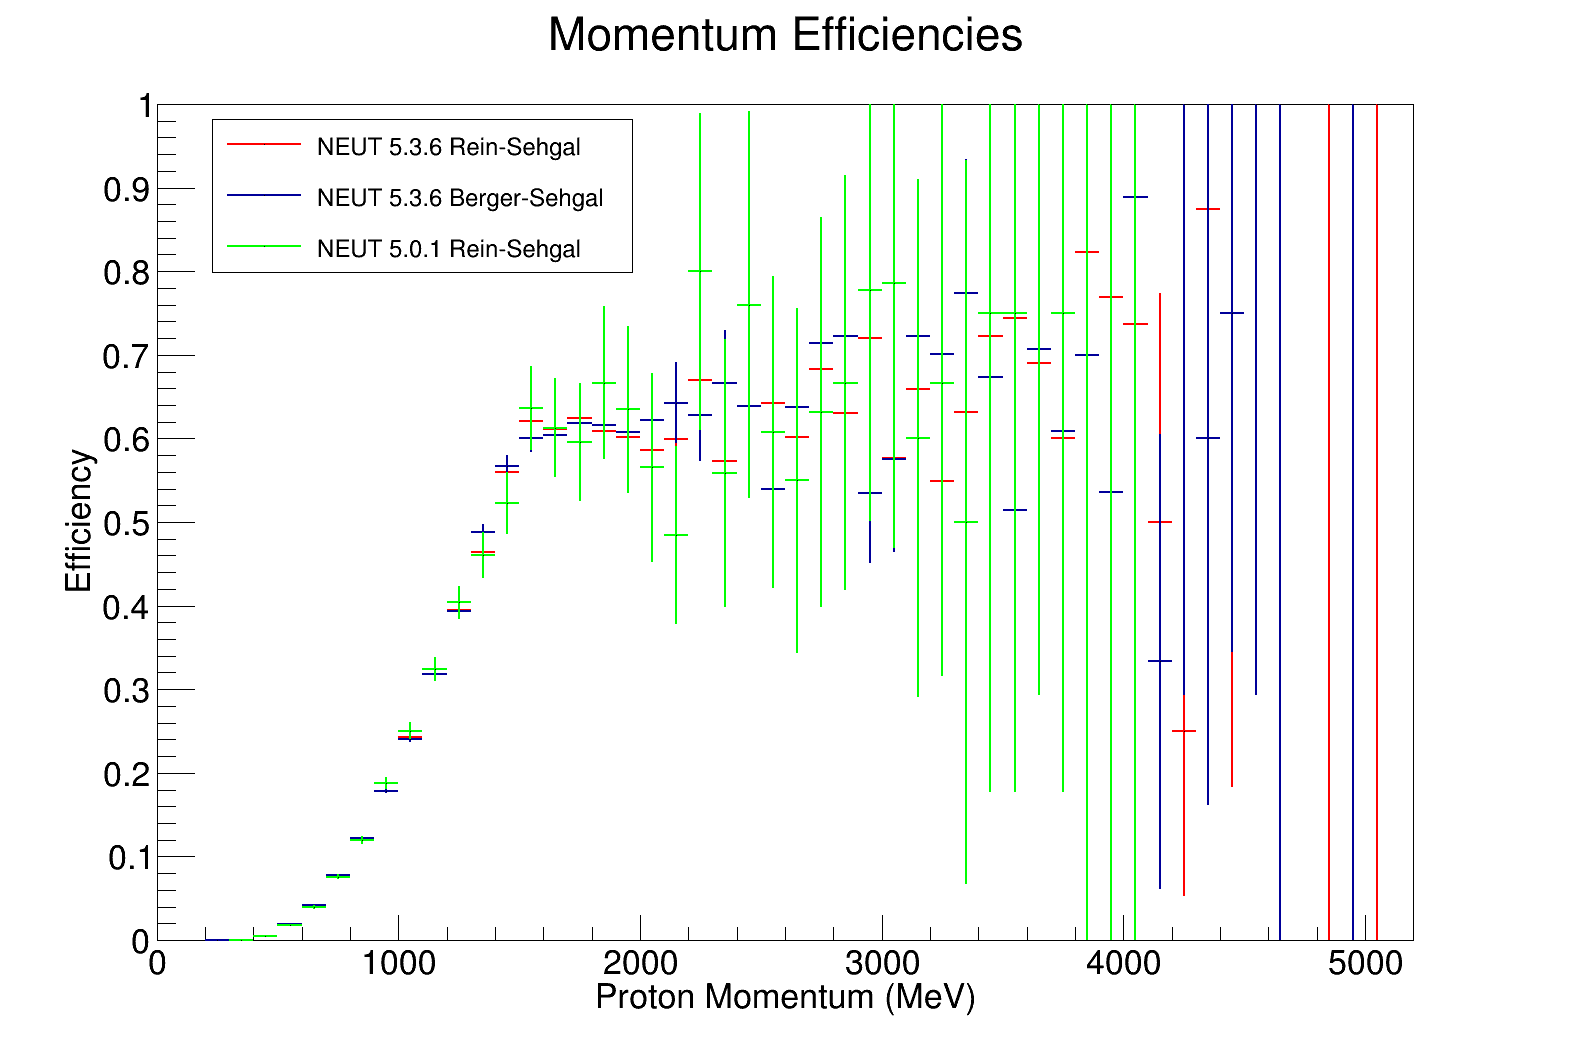 Momentum Efficiencies
NEUT 5.3.6 Rein-Sehgal
NEUT 5.3.6 Berger-Sehgal
NEUT 5.0.1 Rein-Sehgal
1
0.9
0.8
0.7
0.6
0.5
0.4
0.3
0.2
0.1
0
Efficiency
0 1000 2000 3000 4000 5000
Proton Momentum (MeV)